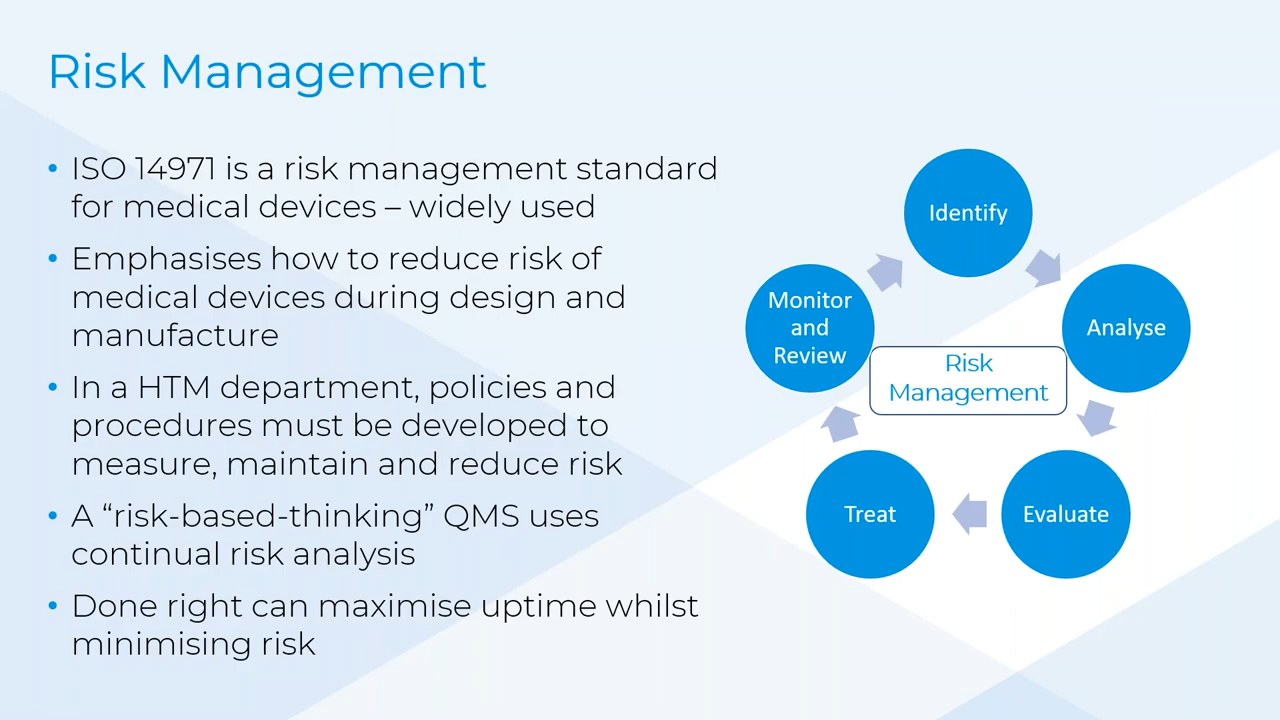 Risk Management
• ISO 14971 is a risk management standard
for medical devices – widely used
• Emphasises how to reduce risk of
medical devices during design and
manufacture
• In a HTM department, policies and
procedures must be developed to
measure, maintain and reduce risk
• A “risk-based-thinking” QMS uses
continual risk analysis
• Done right can maximise uptime whilst
minimising risk
Identify
Analyse
Evaluate
Treat
Monitor
and
Review
Risk
Management